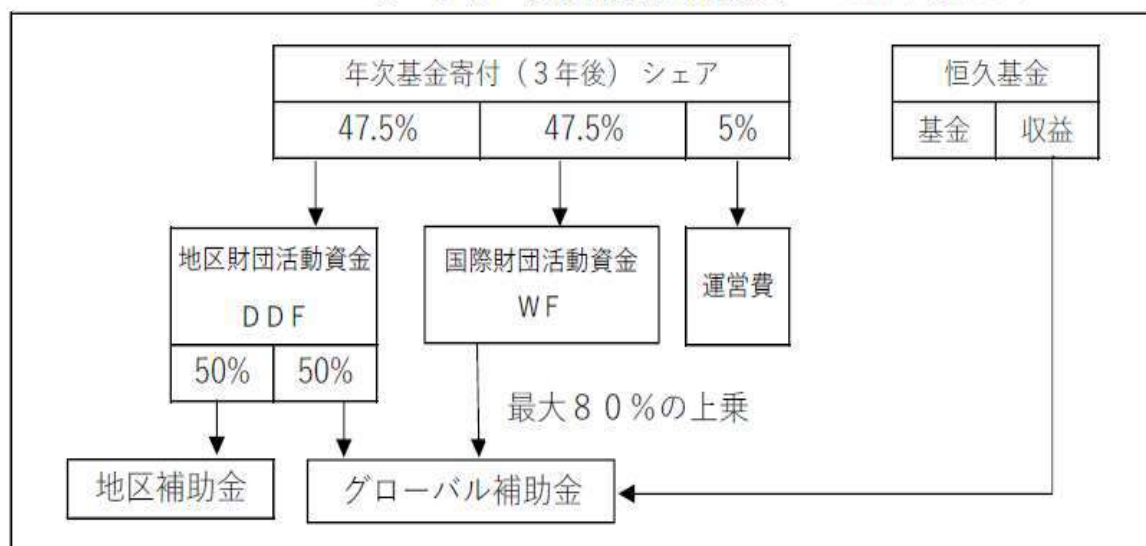 年次基金寄付（３年後）シェア
47.5%
47.5%
5%
恒久基金
基金
収益
地区財団活動資金
ＤＤＦ
50%
50%
国際財団活動資金
ＷＦ
運営費
最大８０％の上乗
地区補助金
グローバル補助金